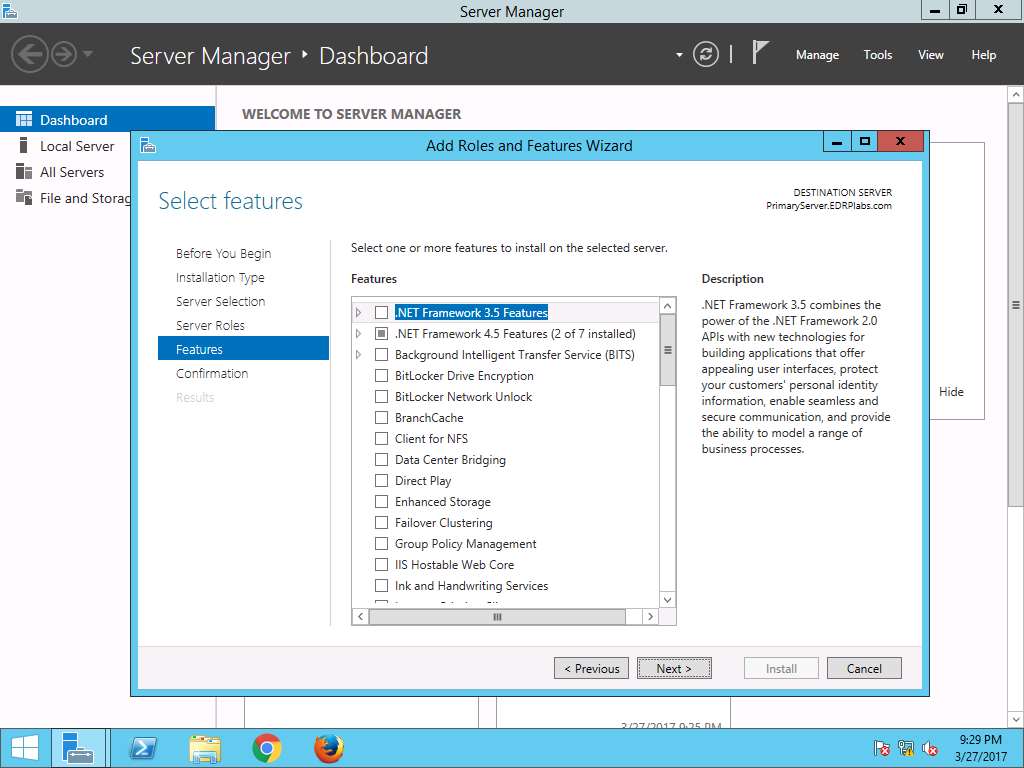 Server Manager
Server Manager • Dashboard
Manage
Tools
View
Help
Dashboard
Local Server
All Servers
File and Storag
WELCOME TO SERVER MANAGER
Hide
Add Roles and Features Wizard
Select features
DESTINATION SERVER
PrimaryServer.EDRPlabs.com
Before You Begin
Installation Type
Server Selection
Server Roles
Features
Confirmation
Results
Select one or more features to install on the selected server.
Features
.NET Framework 3.5 Features
.NET Framework 4.5 Features (2 of 7 installed)
Background Intelligent Transfer Service (BITS)
BitLocker Drive Encryption
BitLocker Network Unlock
BranchCache
Client for NFS
Data Center Bridging
Direct Play
Enhanced Storage
Failover Clustering
Group Policy Management
IIS Hostable Web Core
Ink and Handwriting Services
Description
.NET Framework 3.5 combines the
power of the .NET Framework 2.0
APIs with new technologies for
building applications that offer
appealing user interfaces, protect
your customers' personal identity
information, enable seamless and
secure communication, and provide
the ability to model a range of
business processes.
< Previous
Next >
Install
Cancel
3/27/2017 9:25 PM
9:29 PM
3/27/2017